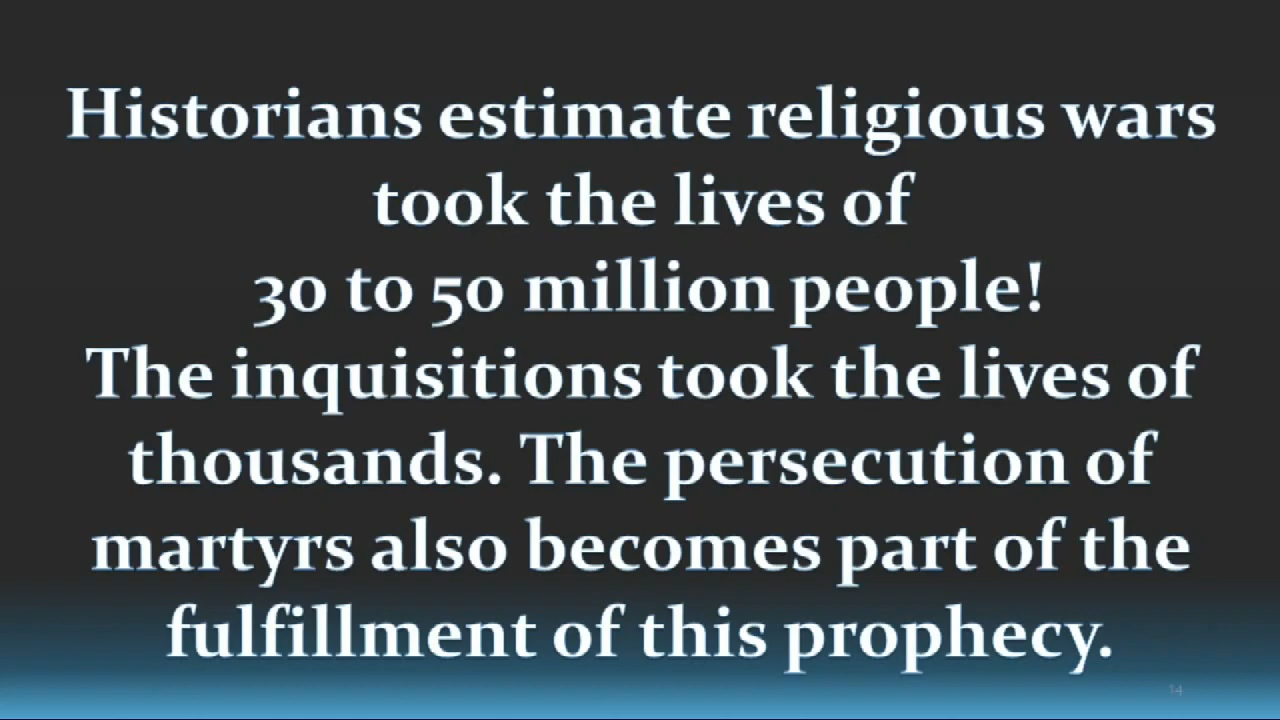 Historians estimate religious wars
took the lives of
30 to 50 million people!
The inquisitions took the lives of
thousands. The persecution of
martyrs also becomes part of the
fulfillment of this prophecy.
14